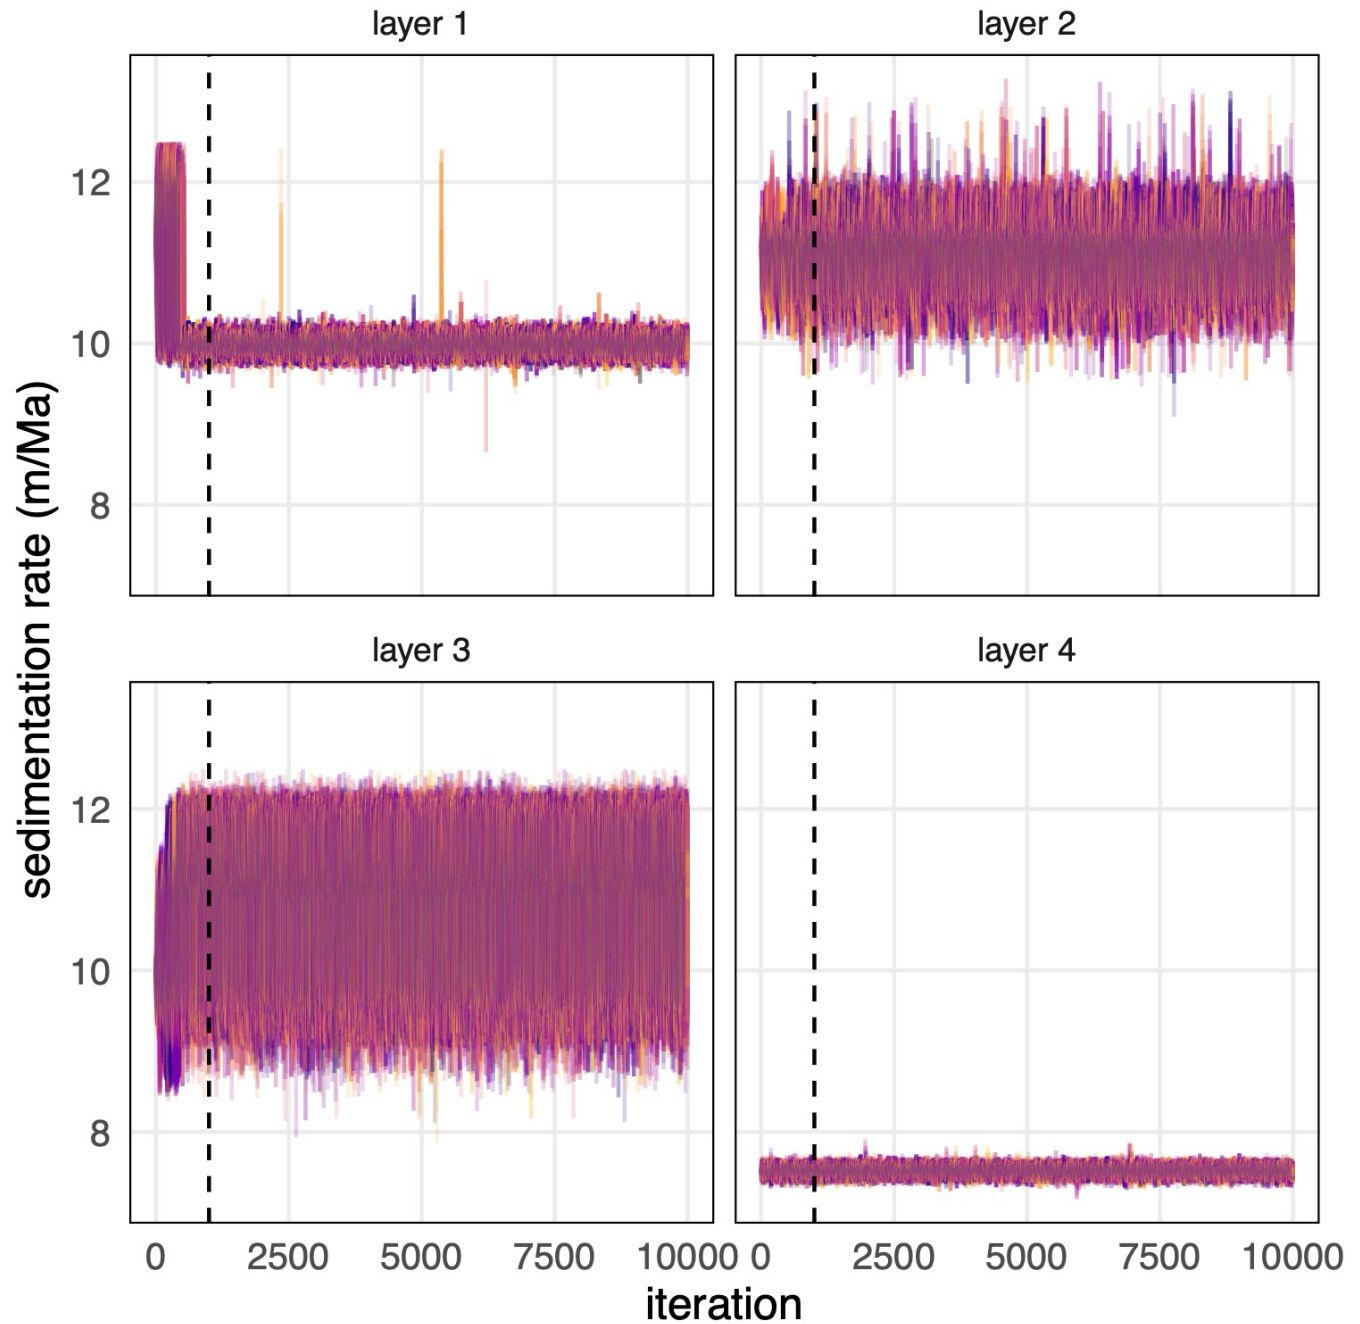 layer 1
layer 2
12
10
8
layer 3
layer 4
12
10
8
sedimentation rate (m/Ma)
0 2500 5000 7500 10000 0 2500 5000 7500 10000
iteration